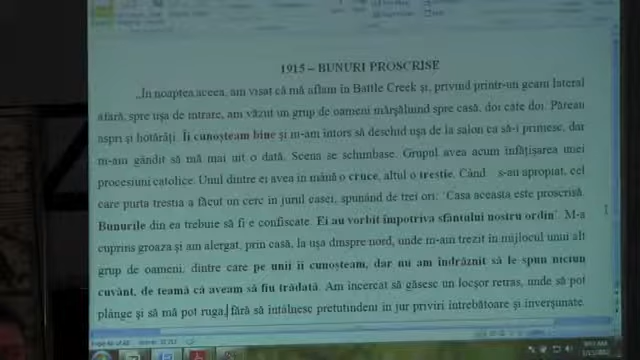 1915 – BUNURI PROSCRISE
„In noaptea aceea, am visat că mă aflam în Battle Creek și, privind printr-un geam lateral
afară, spre ușa de intrare, am văzut un grup de oameni mărșăluind spre casă, doi câte doi. Păreau
aspri și hotărâți. Îi cunoșteam bine și m-am întors să deschid ușa de la salon ca să-i primesc, dar
m-am gândit să mă mai uit o dată. Scena se schimbase. Grupul avea acum înfățișarea unei
procesiuni catolice. Unul dintre ei avea în mână o cruce, altul o trestie. Când s-au apropiat, cel
care purta trestia a făcut un cerc în jurul casei, spunând de trei ori: 'Casa aceasta este proscrisă.
Bunurile din ea trebuie să fie confiscate. Ei au vorbit împotriva sfântului nostru ordin'. M-a
cuprins groaza și am alergat, prin casă, la ușa dinspre nord, unde m-am trezit în mijlocul unui alt
grup de oameni, dintre care pe unii îi cunoșteam, dar nu am îndrăznit să le spun niciun
cuvânt, de teamă că aveam să fiu trădată. Am încercat să găsesc un locșor retras, unde să pot
plânge și să mă pot ruga, fără să întâlnesc pretutindeni în jur priviri întrebătoare și înverșunate.